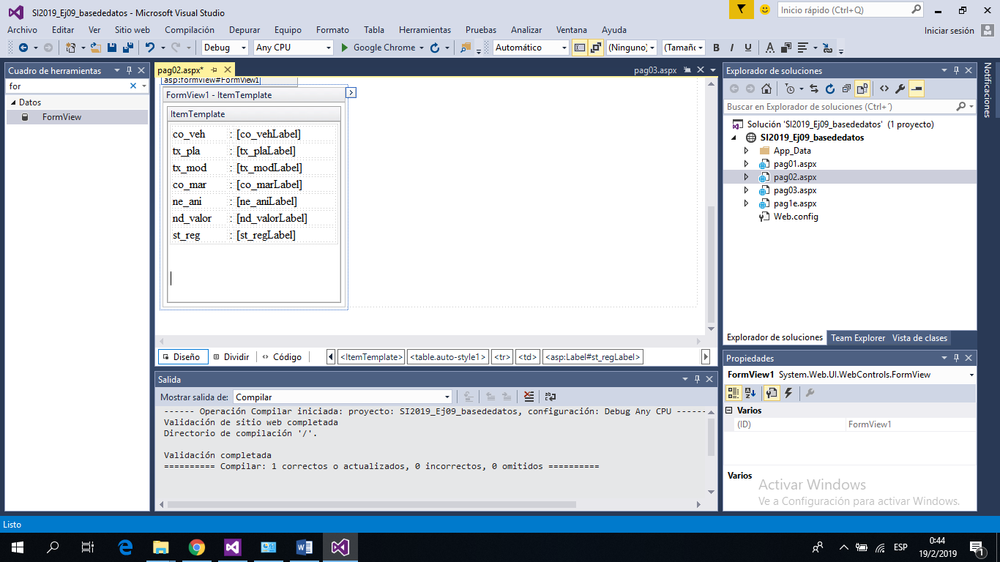 SI2019_Ej09_basededatos - Microsoft Visual Studio
Inicio rápido (Ctrl+Q)
Archivo Editar Ver Sitio web Compilación Depurar Equipo Formato Tabla Herramientas Pruebas Analizar Ventana Ayuda
Iniciar sesión
Debug Any CPU Google Chrome Automático (Ninguno) (Tamaño
Cuadro de herramientas
for
Datos
FormView
pag02.aspx*
pag03.aspx
asp:formview#FormView1
FormView1 - ItemTemplate
ItemTemplate
co_veh : [co_vehLabel]
tx_pla : [tx_plaLabel]
tx_mod : [tx_modLabel]
co_mar : [co_marLabel]
ne_ani : [ne_aniLabel]
nd_valor : [nd_valorLabel]
st_reg : [st_regLabel]
Diseño Dividir Código
<ItemTemplate> <table.auto-style1> <tr> <td> <asp:Label#st_regLabel>
Salida
Mostrar salida de: Compilar
------ Operación Compilar iniciada: proyecto: SI2019_Ej09_basededatos, configuración: Debug Any CPU ------
Validación de sitio web completada
Directorio de compilación '/'.
Validación completada
========== Compilar: 1 correctos o actualizados, 0 incorrectos, 0 omitidos ==========
Explorador de soluciones
Buscar en Explorador de soluciones (Ctrl+´)
Solución 'SI2019_Ej09_basededatos' (1 proyecto)
SI2019_Ej09_basededatos
App_Data
pag01.aspx
pag02.aspx
pag03.aspx
pag1e.aspx
Web.config
Explorador de soluciones Team Explorer Vista de clases
Propiedades
FormView1 System.Web.UI.WebControls.FormView
Varios
(ID) FormView1
Varios
Activar Windows
Ve a Configuración para activar Windows.
Notificaciones
Listo
ESP
0:44
19/2/2019
1